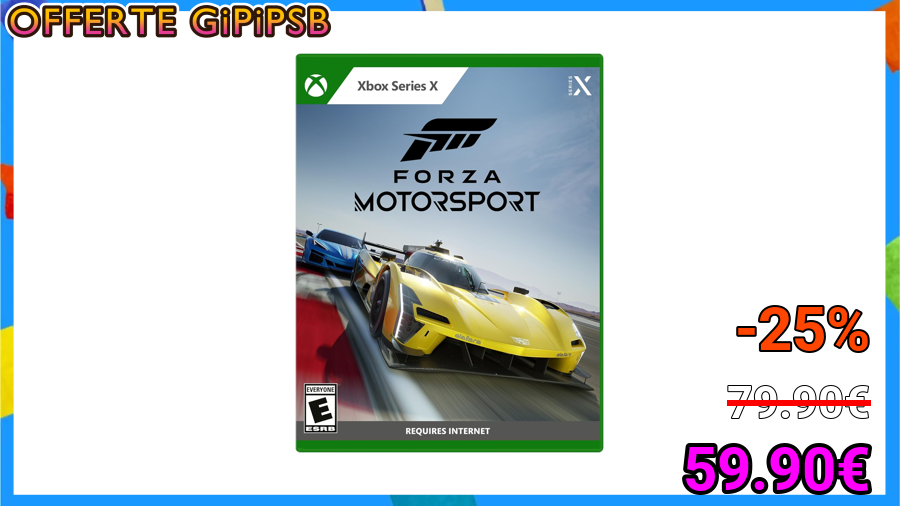 OFFERTE GiPiPSB
Xbox Series X
SERIES X
FORZA
MOTORSPORT
EVERYONE
E
ESRB
REQUIRES INTERNET
-25%
79.90€
59.90€